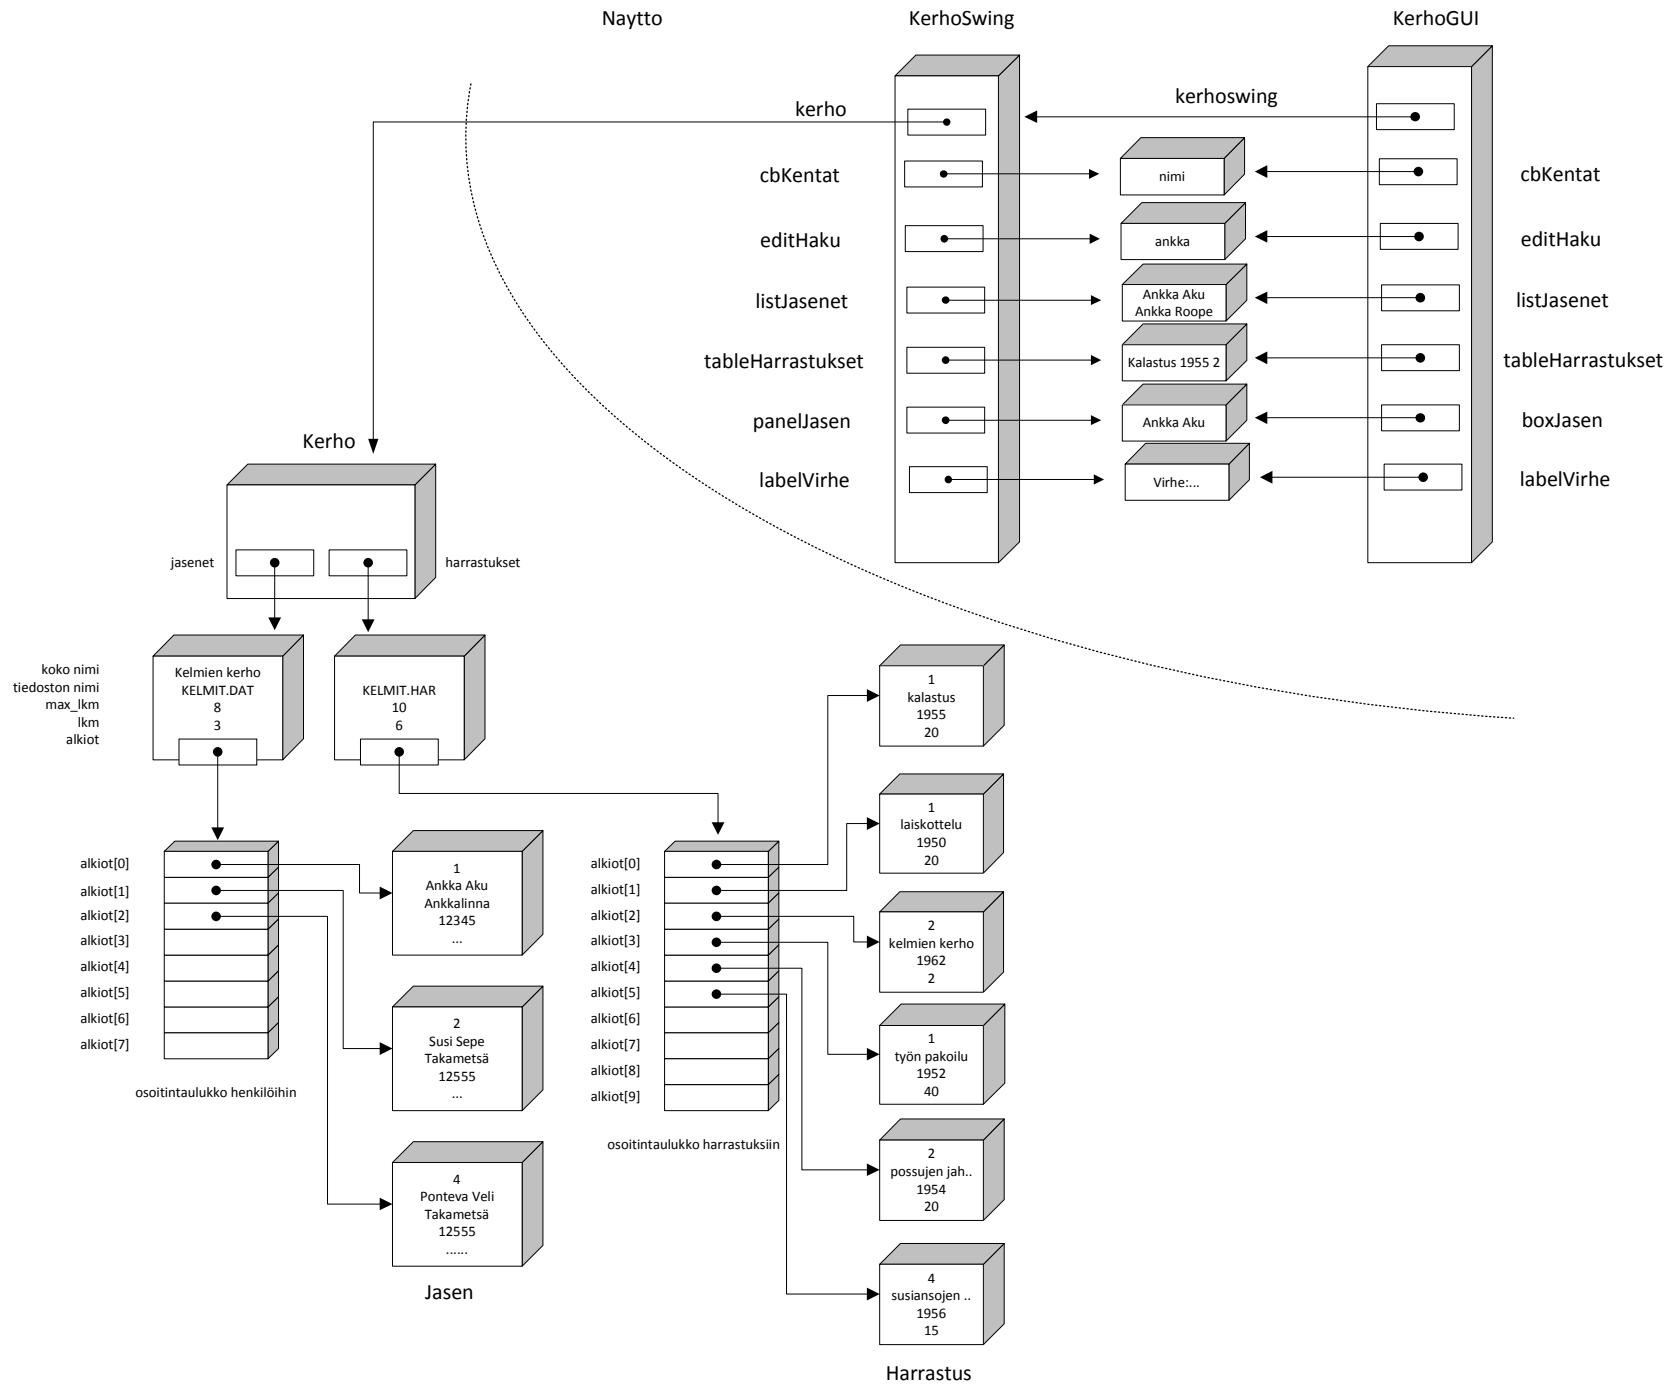 Naytto
KerhoSwing
KerhoGUI
kerho
kerhoswing
cbKentat
nimi
cbKentat
editHaku
ankka
editHaku
listJasenet
Ankka Aku
Ankka Roope
listJasenet
tableHarrastukset
Kalastus 1955 2
tableHarrastukset
panelJasen
Ankka Aku
boxJasen
labelVirhe
Virhe:...
labelVirhe
Kerho
jasenet
harrastukset
koko nimi
tiedoston nimi
max_lkm
lkm
alkiot
Kelmien kerho
KELMIT.DAT
8
3
KELMIT.HAR
10
6
alkiot[0]
alkiot[1]
alkiot[2]
alkiot[3]
alkiot[4]
alkiot[5]
alkiot[6]
alkiot[7]
osoitintaulukko henkilöihin
1
Ankka Aku
Ankkalinna
12345
...
2
Susi Sepe
Takametsä
12555
...
4
Ponteva Veli
Takametsä
12555
......
Jasen
alkiot[0]
alkiot[1]
alkiot[2]
alkiot[3]
alkiot[4]
alkiot[5]
alkiot[6]
alkiot[7]
alkiot[8]
alkiot[9]
osoitintaulukko harrastuksiin
1
kalastus
1955
20
1
laiskottelu
1950
20
2
kelmien kerho
1962
2
1
työn pakoilu
1952
40
2
possujen jah..
1954
20
4
susiansojen ..
1956
15
Harrastus